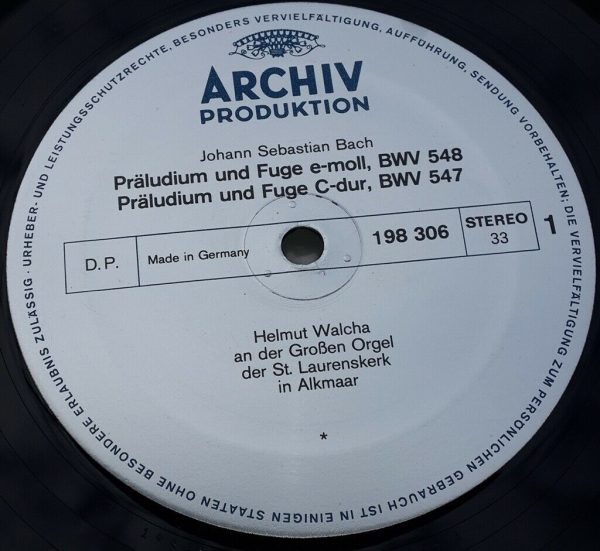 ARCHIV
PRODUKTION
Johann Sebastian Bach
Präludium und Fuge e-moll, BWV 548
Präludium und Fuge C-dur, BWV 547
D. P.
Made in Germany
198 306
STEREO
33
1
Helmut Walcha
an der Großen Orgel
der St. Laurenskerk
in Alkmaar
*
URHEBER- UND LEISTUNGSSCHUTZRECHTE, BESONDERS VERVIELFÄLTIGUNG, AUFFÜHRUNG, SENDUNG VORBEHALTEN; DIE VERVIELFÄLTIGUNG ZUM PERSÖNLICHEN GEBRAUCH IST IN EINIGEN STAATEN OHNE BESONDERE ERLAUBNIS ZULÄSSIG ·